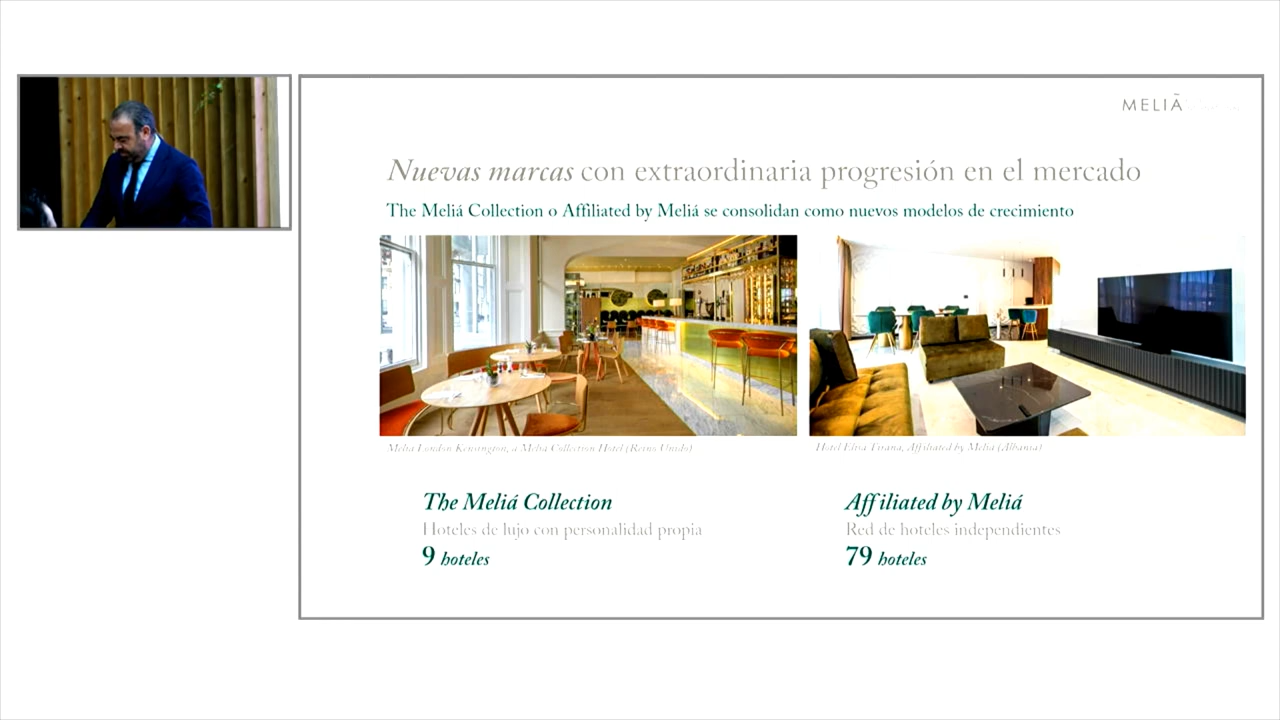 MELIÃ
Nuevas marcas con extraordinaria progresión en el mercado
The Meliá Collection o Affiliated by Meliá se consolidan como nuevos modelos de crecimiento
Meliá London Kensington, a Meliá Collection Hotel (Reino Unido)
Hotel Elisa Tirana, Affiliated by Meliá (Albania)
The Meliá Collection
Hoteles de lujo con personalidad propia
9 hoteles
Affiliated by Meliá
Red de hoteles independientes
79 hoteles